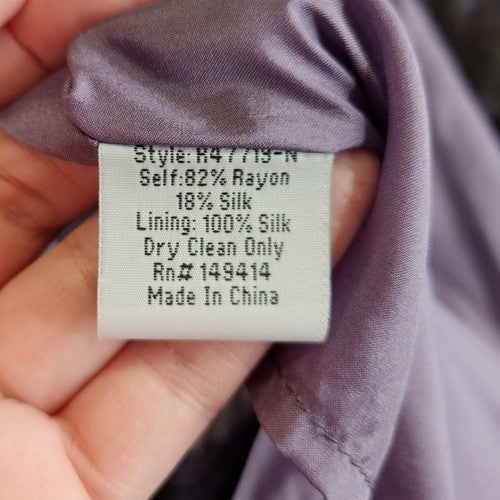 Style: R47719-N
Self:82% Rayon
18% Silk
Lining: 100% Silk
Dry Clean Only
Rn# 149414
Made In China